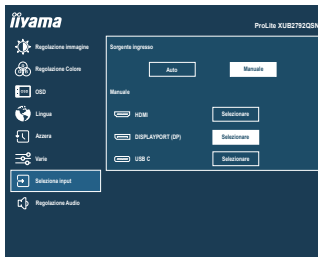 iiyama
ProLite XUB2792QSN
Regolazione immagine
Sorgente ingresso
Regolazione Colore
Auto
Manuale
OSD
Manuale
Lingua
HDMI
Selezionare
Azzera
DISPLAYPORT (DP)
Selezionare
Varie
USB C
Selezionare
Seleziona input
Regolazione Audio